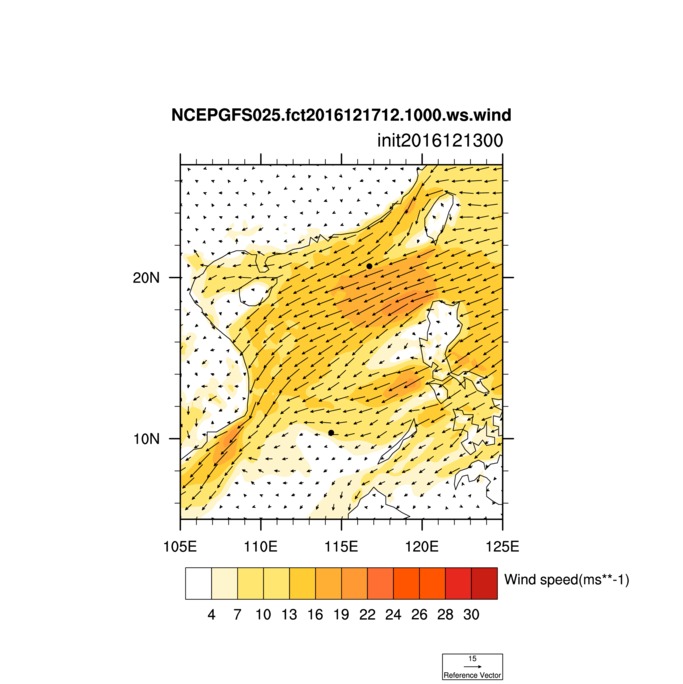 NCEPGFS025.fct2016121712.1000.ws.wind
init2016121300
20N
10N
105E 110E 115E 120E 125E
Wind speed(ms**-1)
4 7 10 13 16 19 22 24 26 28 30
15
Reference Vector